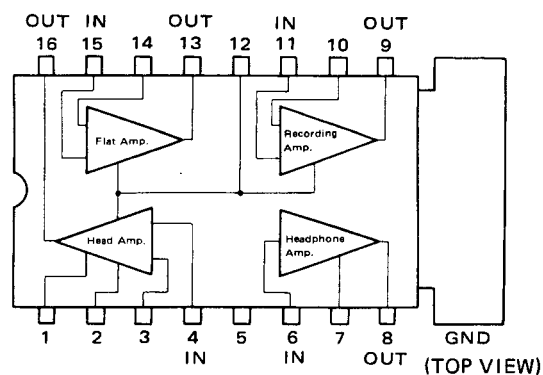 OUT IN OUT IN OUT
16 15 14 13 12 11 10 9
Flat Amp.
Recording
Amp.
Head Amp.
Headphone
Amp.
1 2 3 4 5 6 7 8
IN IN OUT
GND
(TOP VIEW)